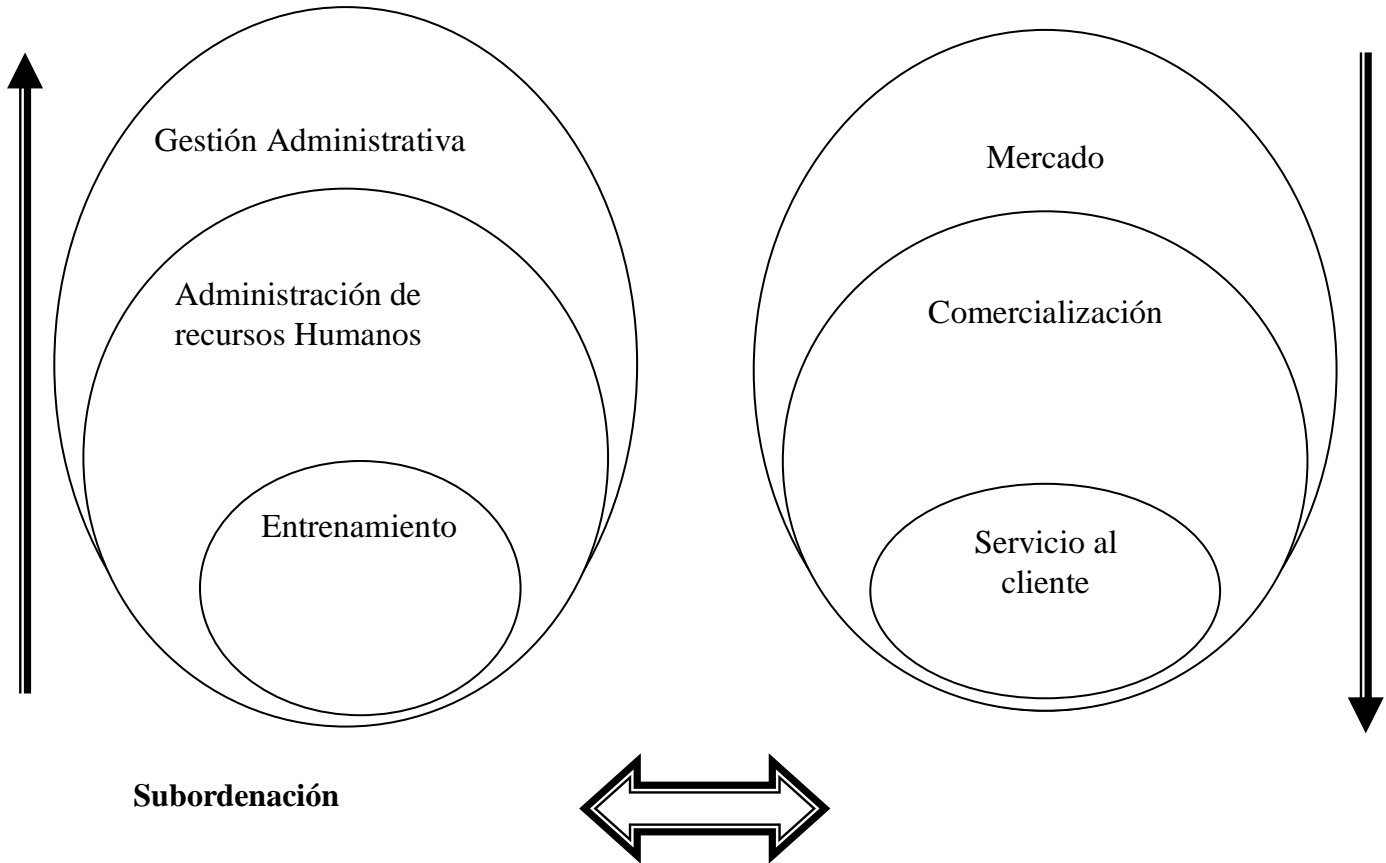 Gestión Administrativa
Administración de
recursos Humanos
Entrenamiento
Mercado
Comercialización
Servicio al
cliente
Subordenación